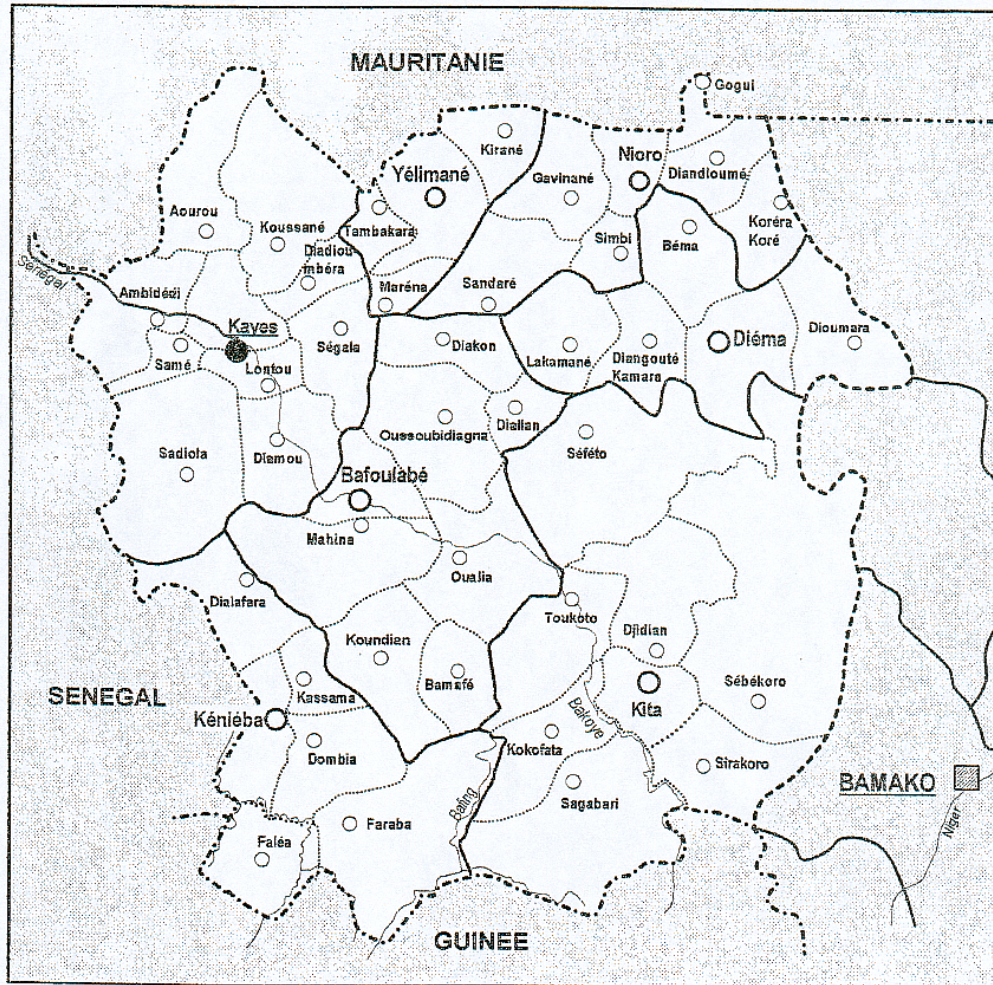 MAURITANIE
Gogui
Kirané
Nioro
Yélimané
Gavinané
Diandloumé
Aourou
Koussané
Tambakara
Koréra
Koré
Diadiou
mbéra
Simbi
Béma
Sénégal
Ambidédi
Maréna
Sandaré
Kayes
Ségala
Diakon
Lakamané
Diangouté
Kamara
Diéma
Dioumara
Samé
Lontou
Oussoubidiagna
Diallan
Sadiola
Diamou
Séféto
Bafoulabé
Mahina
Oualia
Dialafara
Toukoto
Djidian
Koundian
Kassama
Bamafé
Sébékoro
SENEGAL
Kéniéba
Kita
Bakoye
Dombia
Kokofata
Sirakoro
BAMAKO
Sagabari
Bafing
Faraba
Niger
Faléa
GUINEE